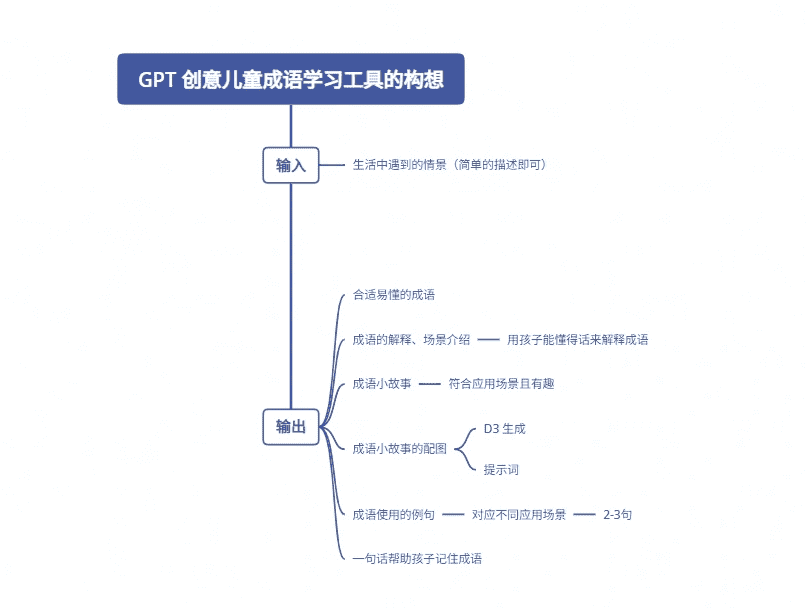 GPT 创意儿童成语学习工具的构想
输入
生活中遇到的情景（简单的描述即可）
输出
合适易懂的成语
成语的解释、场景介绍
用孩子能懂得话来解释成语
成语小故事
符合应用场景且有趣
成语小故事的配图
D3 生成
提示词
成语使用的例句
对应不同应用场景
2-3句
一句话帮助孩子记住成语